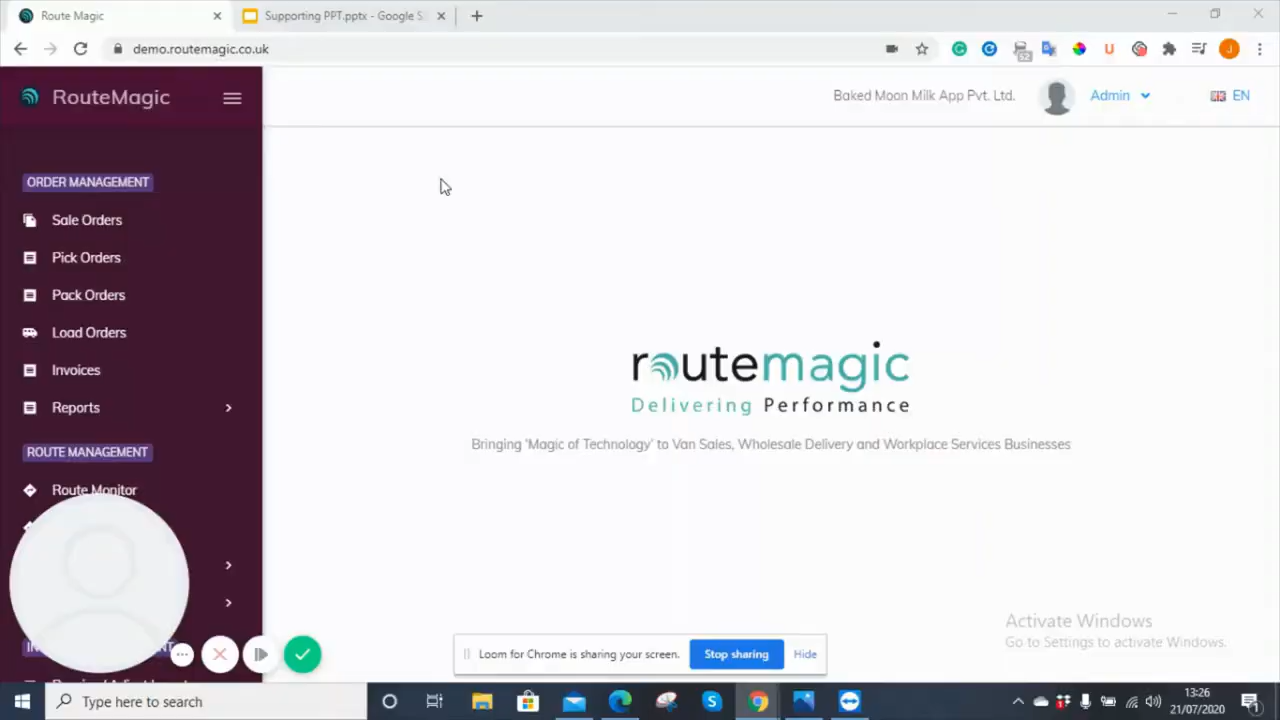 Route Magic
Supporting PPT.pptx - Google S
demo.routemagic.co.uk
52
U
J
RouteMagic
Baked Moon Milk App Pvt. Ltd.
Admin
EN
ORDER MANAGEMENT
Sale Orders
Pick Orders
Pack Orders
Load Orders
Invoices
Reports
ROUTE MANAGEMENT
Route Monitor
routemagic
Delivering Performance
Bringing 'Magic of Technology' to Van Sales, Wholesale Delivery and Workplace Services Businesses
Activate Windows
Go to Settings to activate Windows.
Loom for Chrome is sharing your screen.
Stop sharing
Hide
Type here to search
13:26
21/07/2020
1